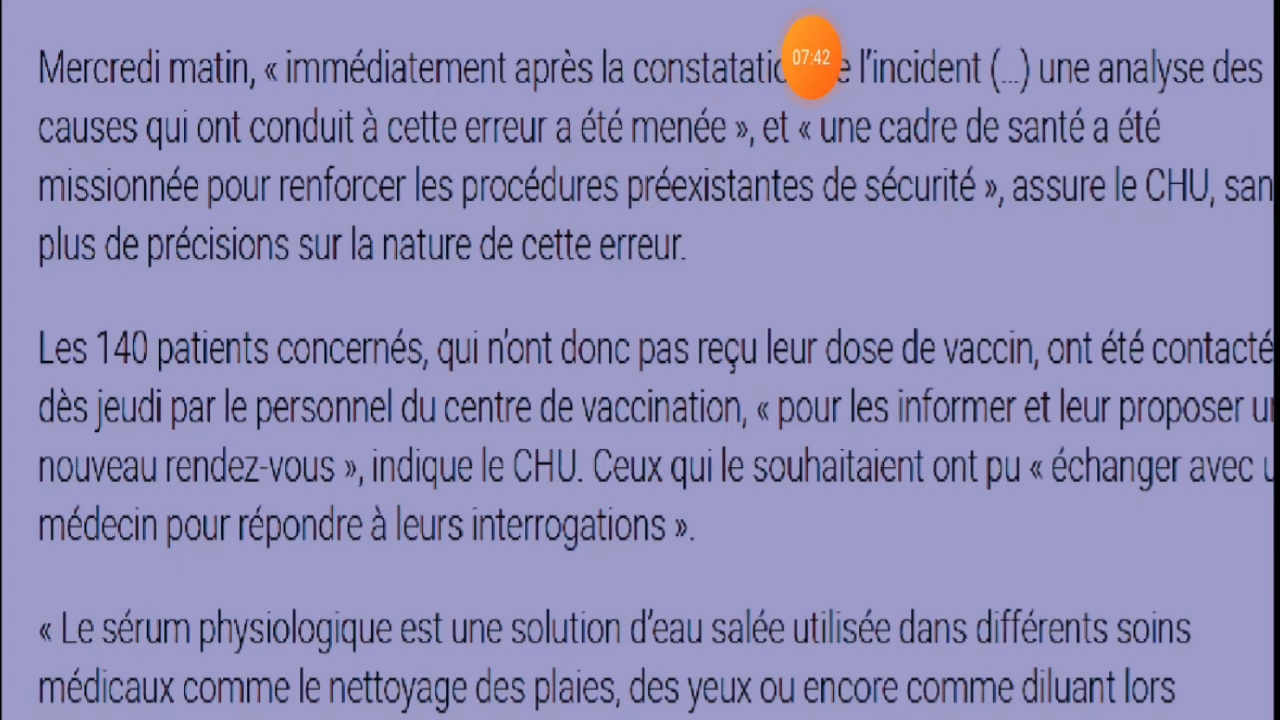 Mercredi matin, « immédiatement après la constatatio e l’incident (...) une analyse des
causes qui ont conduit à cette erreur a été menée », et « une cadre de santé a été
missionnée pour renforcer les procédures préexistantes de sécurité », assure le CHU, san
plus de précisions sur la nature de cette erreur.
Les 140 patients concernés, qui n’ont donc pas reçu leur dose de vaccin, ont été contacté
dès jeudi par le personnel du centre de vaccination, « pour les informer et leur proposer u
nouveau rendez-vous », indique le CHU. Ceux qui le souhaitaient ont pu « échanger avec u
médecin pour répondre à leurs interrogations ».
« Le sérum physiologique est une solution d’eau salée utilisée dans différents soins
médicaux comme le nettoyage des plaies, des yeux ou encore comme diluant lors
07:42